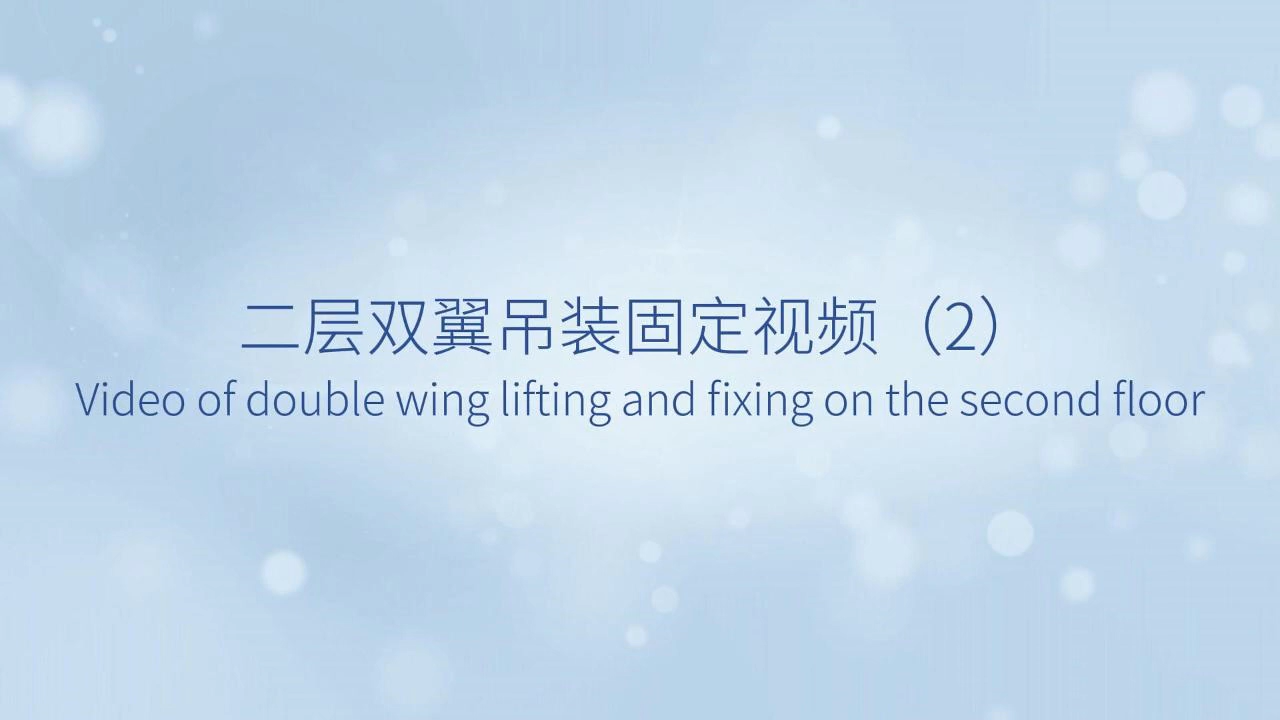 二层双翼吊装固定视频（2）
Video of double wing lifting and fixing on the second floor